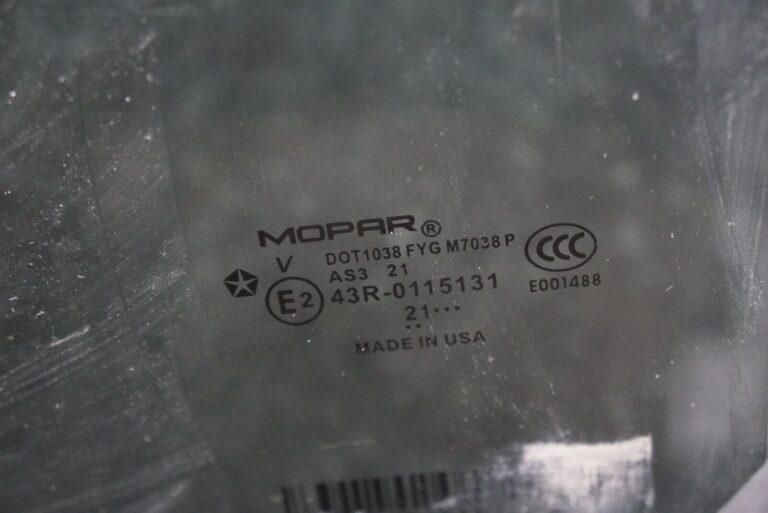 MOPAR®
V DOT1038 FYG M7038 P
AS3 21
CCC
E2 43R-0115131
E001488
21···
··
MADE IN USA